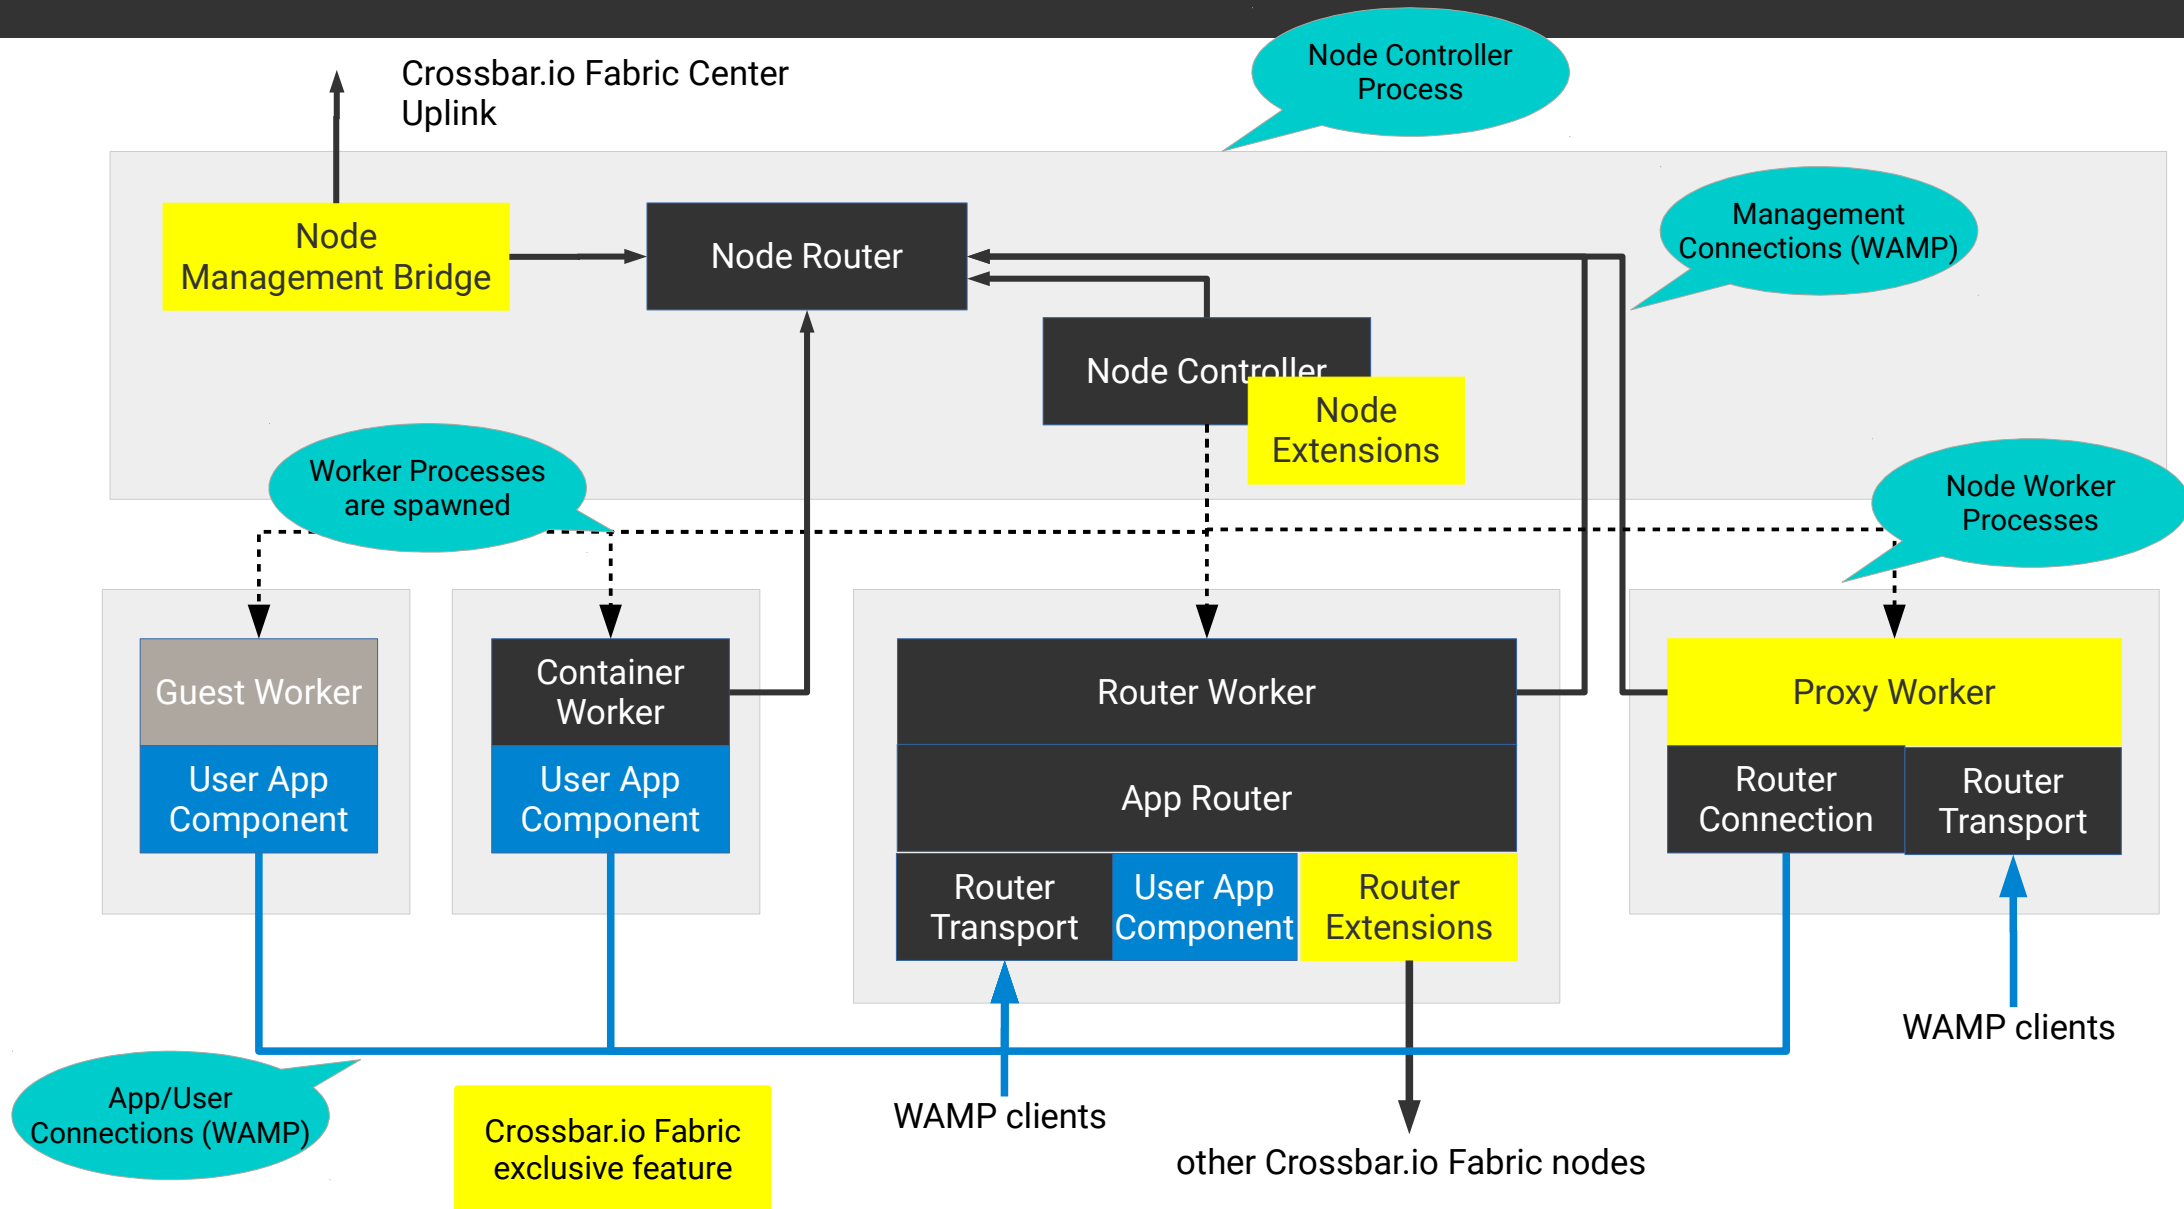 Node Controller
Process
Crossbar.io Fabric Center
Uplink
Management
Connections (WAMP)
Node
Management Bridge
Node Router
Node Controller
Node
Extensions
Worker Processes
are spawned
Node Worker
Processes
Guest Worker
User App
Component
Container
Worker
User App
Component
Router Worker
App Router
Router
Transport
User App
Component
Router
Extensions
Proxy Worker
Router
Connection
Router
Transport
WAMP clients
App/User
Connections (WAMP)
Crossbar.io Fabric
exclusive feature
WAMP clients
other Crossbar.io Fabric nodes